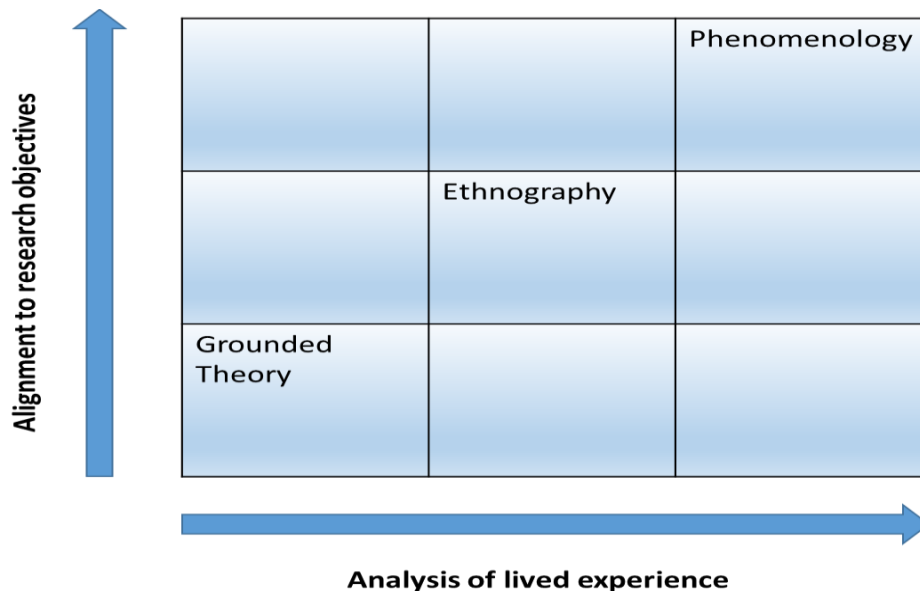 Alignment to research objectives
Phenomenology
Ethnography
Grounded
Theory
Analysis of lived experience